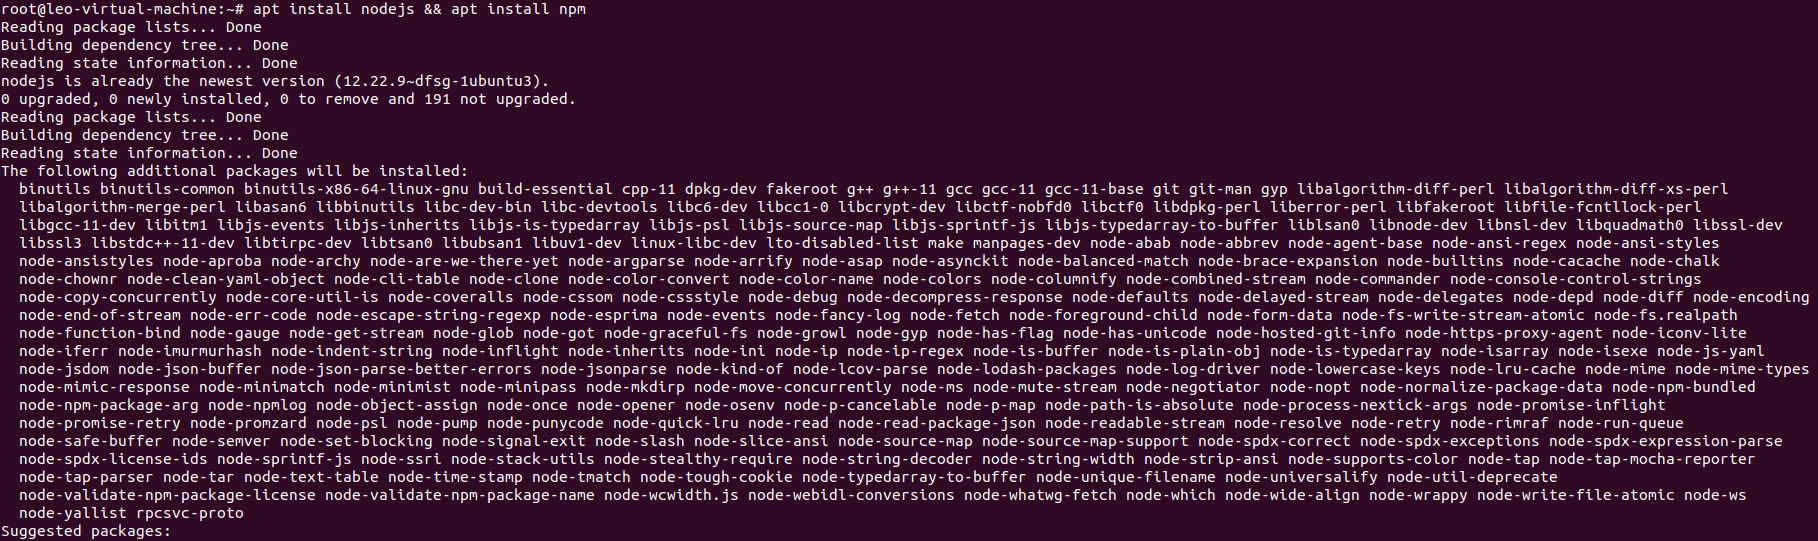 root@leo-virtual-machine:~# apt install nodejs && apt install npm
Reading package lists... Done
Building dependency tree... Done
Reading state information... Done
nodejs is already the newest version (12.22.9~dfsg-1ubuntu3).
0 upgraded, 0 newly installed, 0 to remove and 191 not upgraded.
Reading package lists... Done
Building dependency tree... Done
Reading state information... Done
The following additional packages will be installed:
  binutils binutils-common binutils-x86-64-linux-gnu build-essential cpp-11 dpkg-dev fakeroot g++ g++-11 gcc gcc-11 gcc-11-base git git-man gyp libalgorithm-diff-perl libalgorithm-diff-xs-perl
  libalgorithm-merge-perl libasan6 libbinutils libc-dev-bin libc-devtools libc6-dev libcc1-0 libcrypt-dev libctf-nobfd0 libctf0 libdpkg-perl liberror-perl libfakeroot libfile-fcntllock-perl
  libgcc-11-dev libitm1 libjs-events libjs-inherits libjs-is-typedarray libjs-psl libjs-source-map libjs-sprintf-js libjs-typedarray-to-buffer liblsan0 libnode-dev libnsl-dev libquadmath0 libssl-dev
  libssl3 libstdc++-11-dev libtirpc-dev libtsan0 libubsan1 libuv1-dev linux-libc-dev lto-disabled-list make manpages-dev node-abab node-abbrev node-agent-base node-ansi-regex node-ansi-styles
  node-ansistyles node-aproba node-archy node-are-we-there-yet node-argparse node-arrify node-asap node-asynckit node-balanced-match node-brace-expansion node-builtins node-cacache node-chalk
  node-chownr node-clean-yaml-object node-cli-table node-clone node-color-convert node-color-name node-colors node-columnify node-combined-stream node-commander node-console-control-strings
  node-copy-concurrently node-core-util-is node-coveralls node-cssom node-cssstyle node-debug node-decompress-response node-defaults node-delayed-stream node-delegates node-depd node-diff node-encoding
  node-end-of-stream node-err-code node-escape-string-regexp node-esprima node-events node-fancy-log node-fetch node-foreground-child node-form-data node-fs-write-stream-atomic node-fs.realpath
  node-function-bind node-gauge node-get-stream node-glob node-got node-graceful-fs node-growl node-gyp node-has-flag node-has-unicode node-hosted-git-info node-https-proxy-agent node-iconv-lite
  node-iferr node-imurmurhash node-indent-string node-inflight node-inherits node-ini node-ip node-ip-regex node-is-buffer node-is-plain-obj node-is-typedarray node-isarray node-isexe node-js-yaml
  node-jsdom node-json-buffer node-json-parse-better-errors node-jsonparse node-kind-of node-lcov-parse node-lodash-packages node-log-driver node-lowercase-keys node-lru-cache node-mime node-mime-types
  node-mimic-response node-minimatch node-minimist node-minipass node-mkdirp node-move-concurrently node-ms node-mute-stream node-negotiator node-nopt node-normalize-package-data node-npm-bundled
  node-npm-package-arg node-npmlog node-object-assign node-once node-opener node-osenv node-p-cancelable node-p-map node-path-is-absolute node-process-nextick-args node-promise-inflight
  node-promise-retry node-promzard node-psl node-pump node-punycode node-quick-lru node-read node-read-package-json node-readable-stream node-resolve node-retry node-rimraf node-run-queue
  node-safe-buffer node-semver node-set-blocking node-signal-exit node-slash node-slice-ansi node-source-map node-source-map-support node-spdx-correct node-spdx-exceptions node-spdx-expression-parse
  node-spdx-license-ids node-sprintf-js node-ssri node-stack-utils node-stealthy-require node-string-decoder node-string-width node-strip-ansi node-supports-color node-tap node-tap-mocha-reporter
  node-tap-parser node-tar node-text-table node-time-stamp node-tmatch node-tough-cookie node-typedarray-to-buffer node-unique-filename node-universalify node-util-deprecate
  node-validate-npm-package-license node-validate-npm-package-name node-wcwidth.js node-webidl-conversions node-whatwg-fetch node-which node-wide-align node-wrappy node-write-file-atomic node-ws
  node-yallist rpcsvc-proto
Suggested packages: